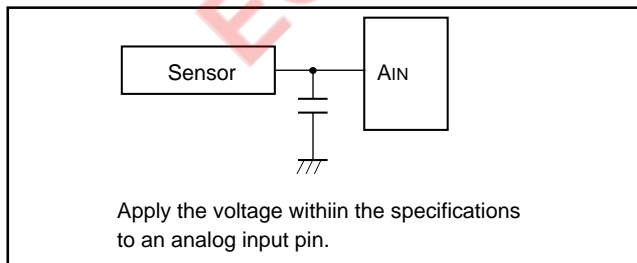 Sensor
AIN
Apply the voltage withiin the specifications
to an analog input pin.